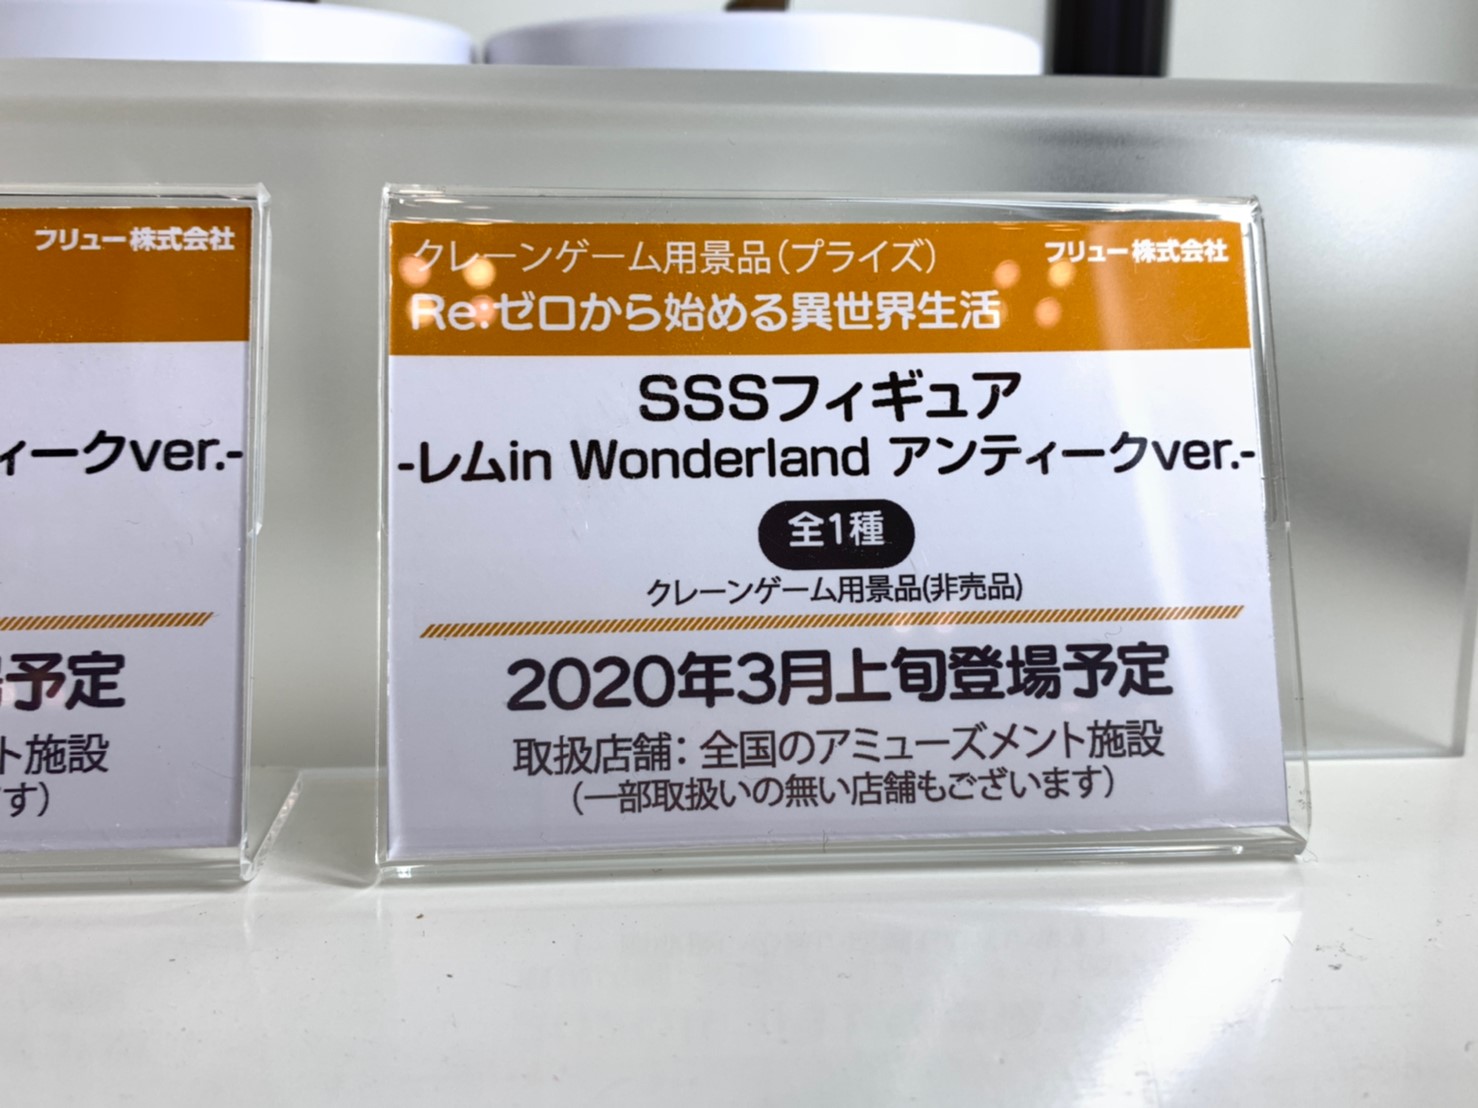 フリュー株式会社
ィークver.-
予定
ト施設
す）
クレーンゲーム用景品（プライズ）
フリュー株式会社
Re:ゼロから始める異世界生活
SSSフィギュア
-レムin Wonderland アンティークver.-
全1種
クレーンゲーム用景品(非売品)
2020年3月上旬登場予定
取扱店舗：全国のアミューズメント施設
（一部取扱いの無い店舗もございます）